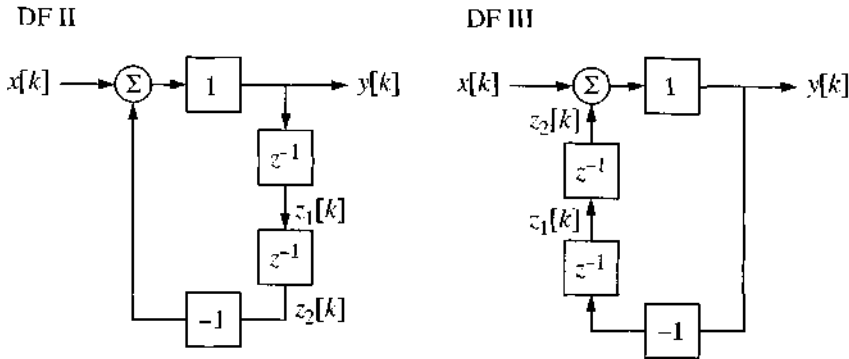 DF II
x[k] Σ 1 y[k]
z⁻¹
z₁[k]
z⁻¹
−1 z₂[k]
DF III
x[k] Σ 1 y[k]
z₂[k]
z⁻¹
z₁[k]
z⁻¹
−1